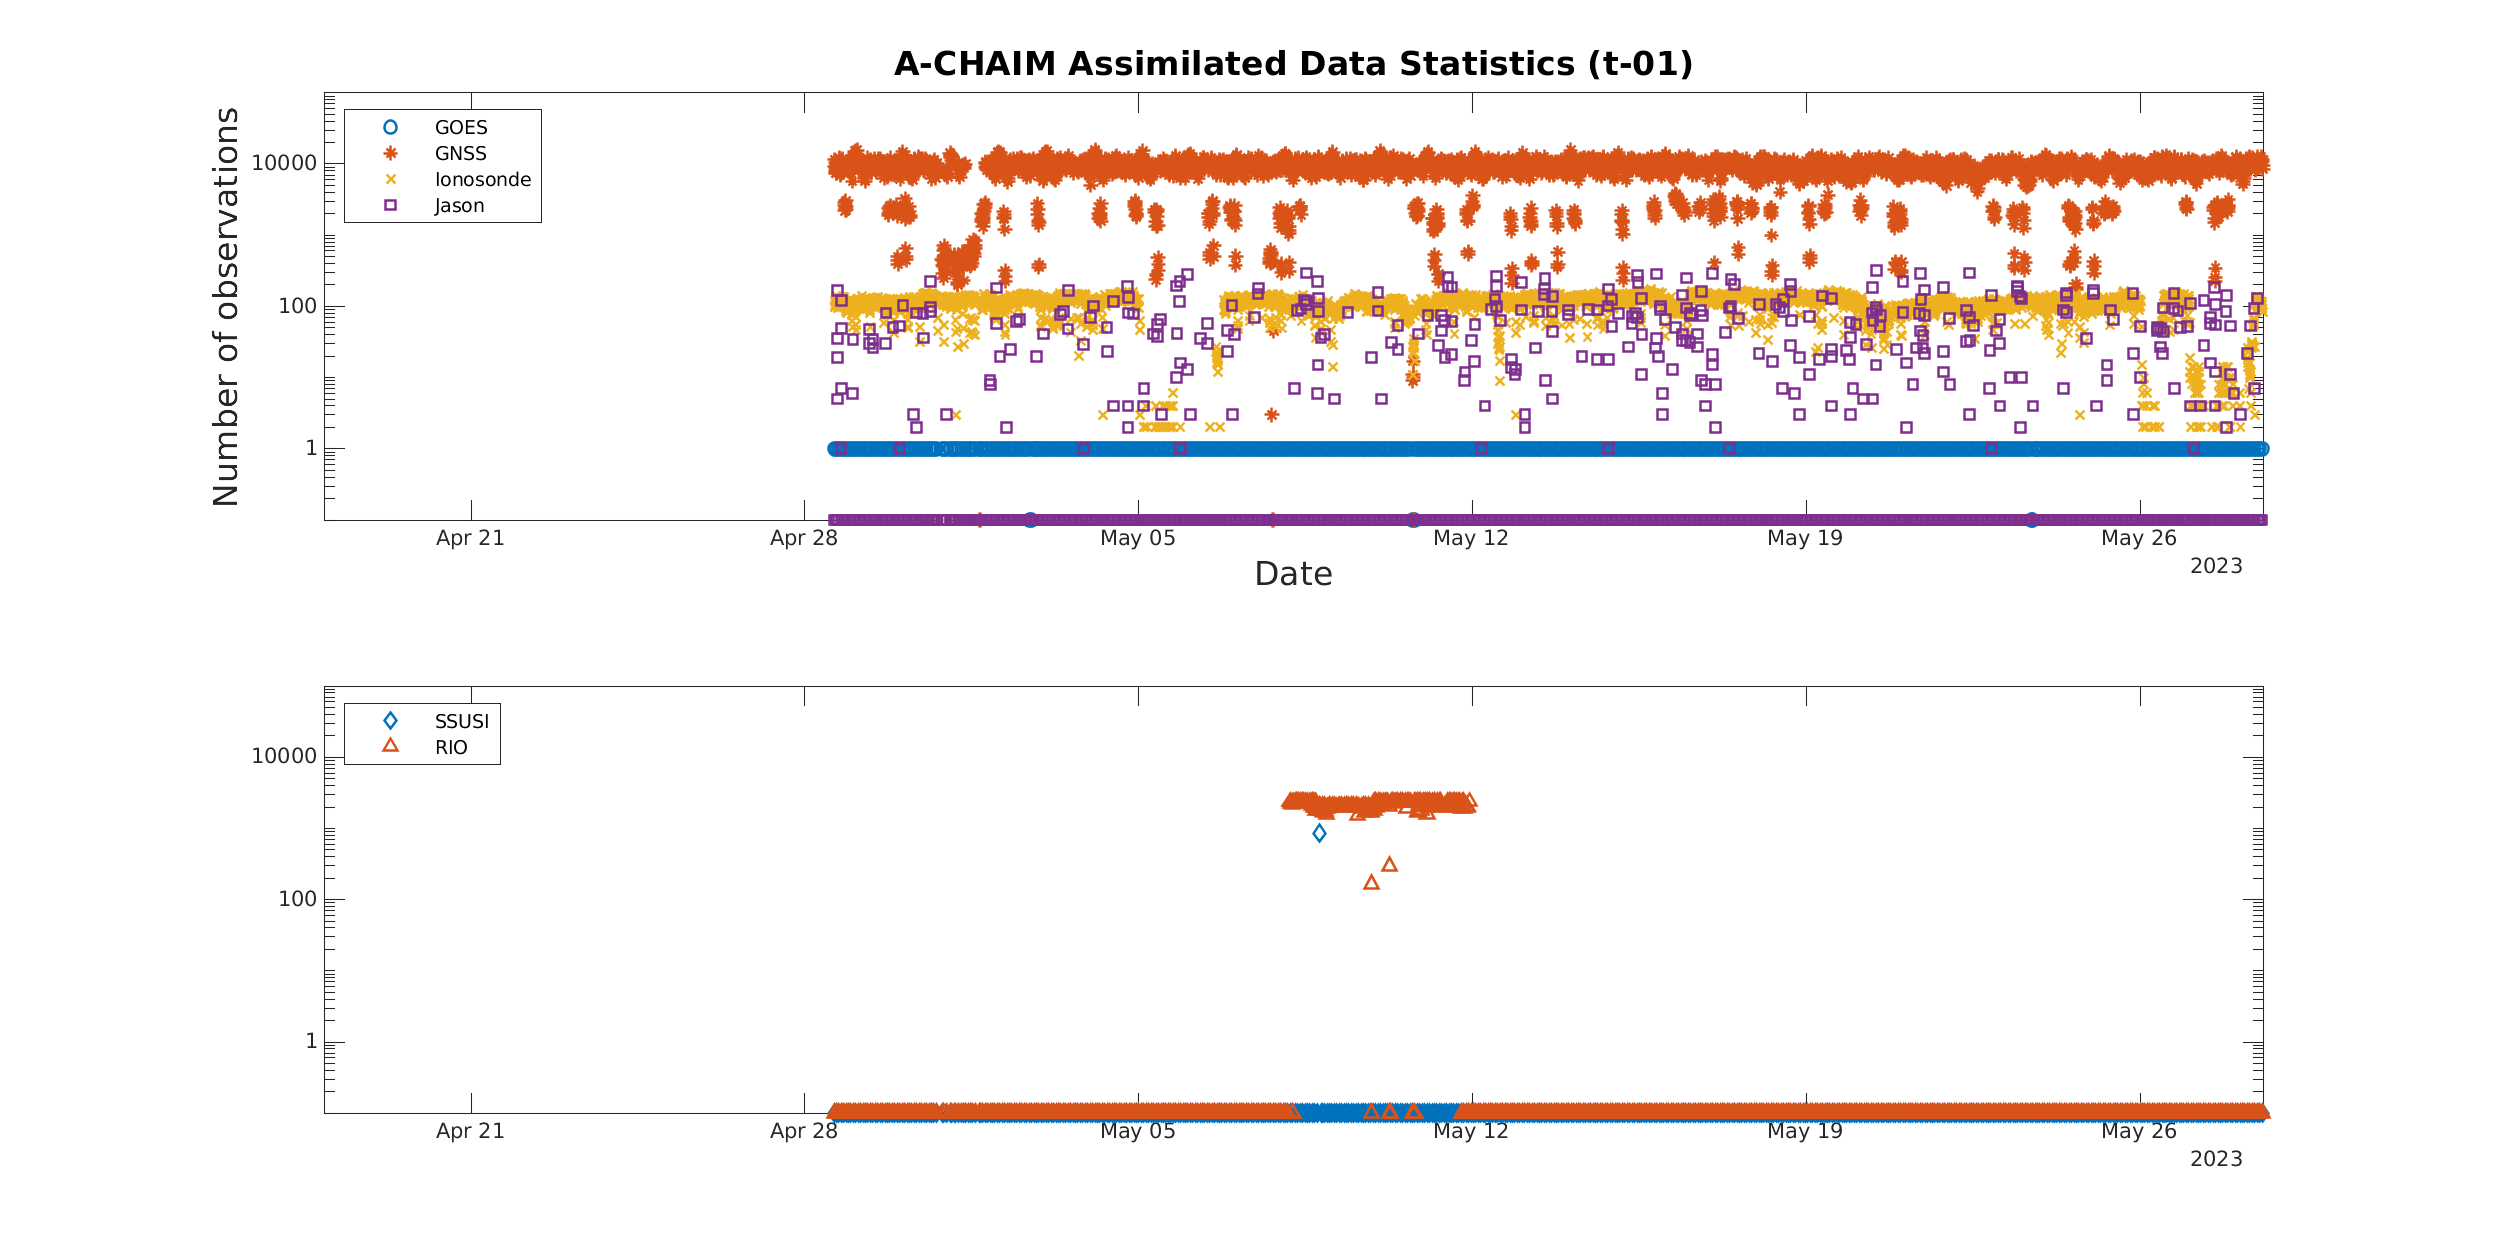 A-CHAIM Assimilated Data Statistics (t-01)
Number of observations
10000
100
1
GOES
GNSS
Ionosonde
Jason
Apr 21 Apr 28 May 05 May 12 May 19 May 26
2023
Date
10000
100
1
SSUSI
RIO
Apr 21 Apr 28 May 05 May 12 May 19 May 26
2023